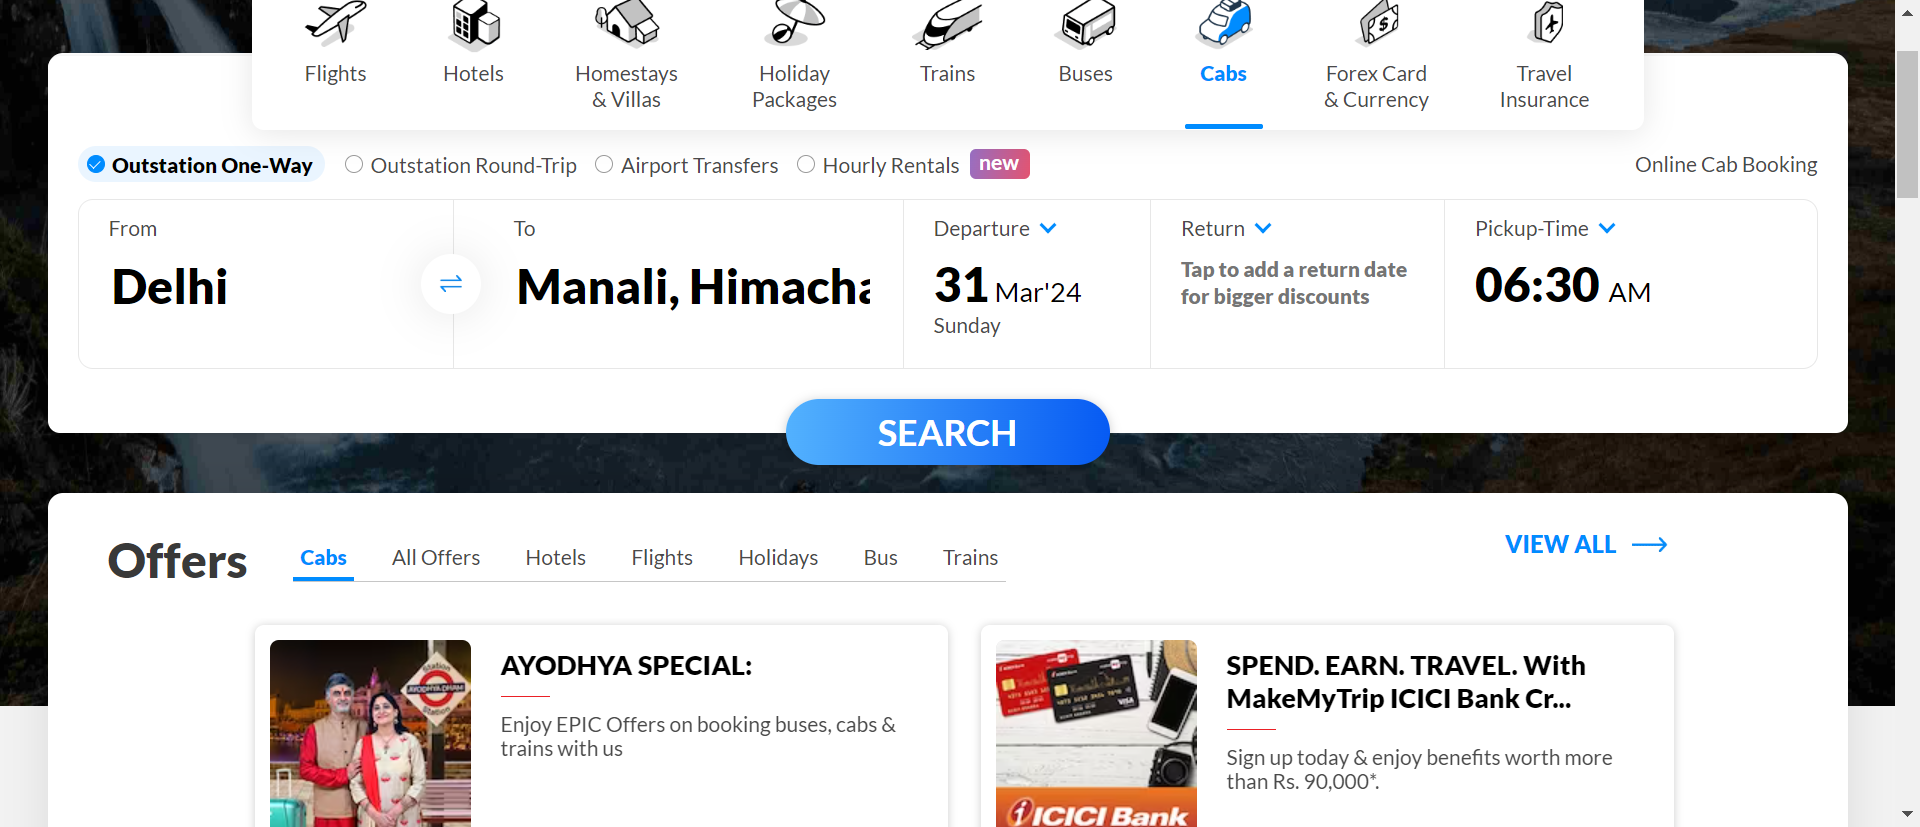 Flights
Hotels
Homestays
& Villas
Holiday
Packages
Trains
Buses
Cabs
Forex Card
& Currency
Travel
Insurance
Outstation One-Way
Outstation Round-Trip
Airport Transfers
Hourly Rentals
new
Online Cab Booking
From
Delhi
To
Manali, Himacha
Departure
31 Mar'24
Sunday
Return
Tap to add a return date
for bigger discounts
Pickup-Time
06:30 AM
SEARCH
Offers
Cabs
All Offers
Hotels
Flights
Holidays
Bus
Trains
VIEW ALL
Station
AYODHYA DHAM
Station
AYODHYA SPECIAL:
Enjoy EPIC Offers on booking buses, cabs &
trains with us
VISA
ICICI Bank
SPEND. EARN. TRAVEL. With
MakeMyTrip ICICI Bank Cr...
Sign up today & enjoy benefits worth more
than Rs. 90,000*.